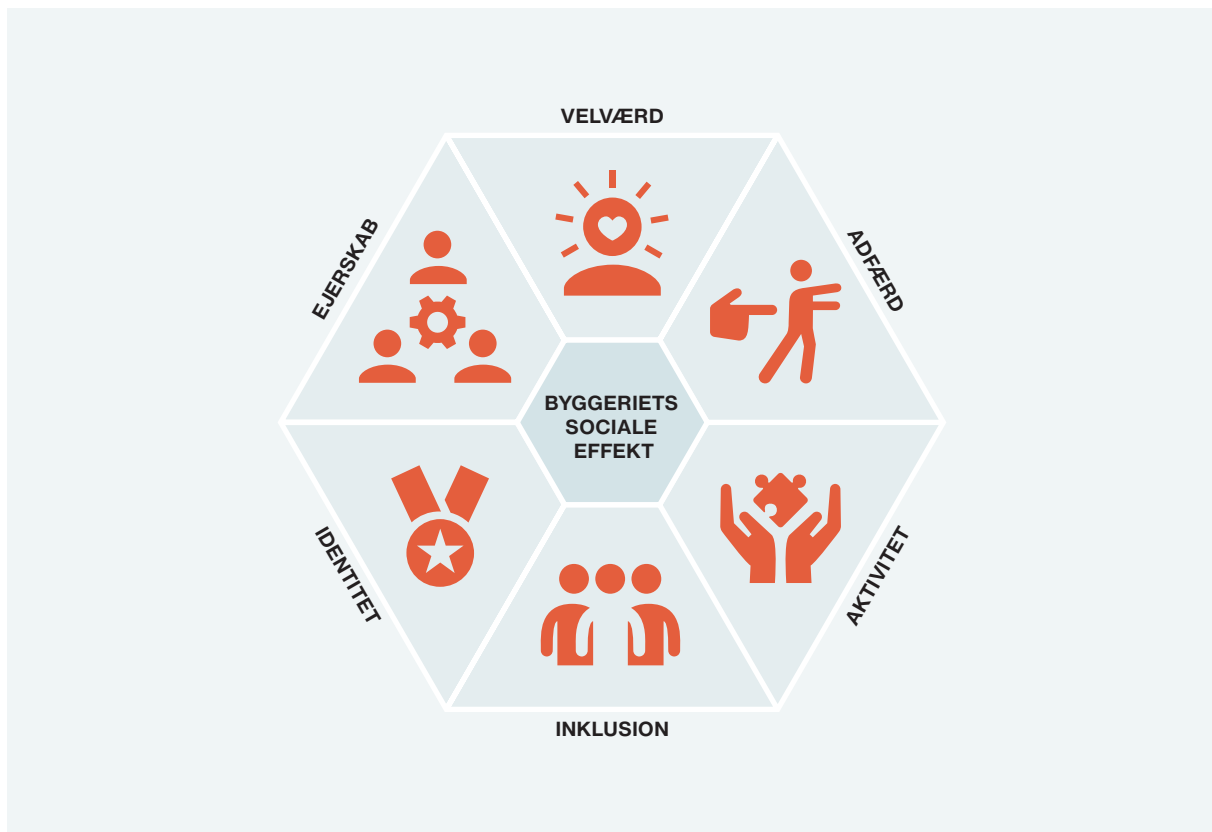 VELVÆRD
EJERSKAB
ADFÆRD
BYGGERIETS
SOCIALE
EFFEKT
IDENTITET
AKTIVITET
INKLUSION